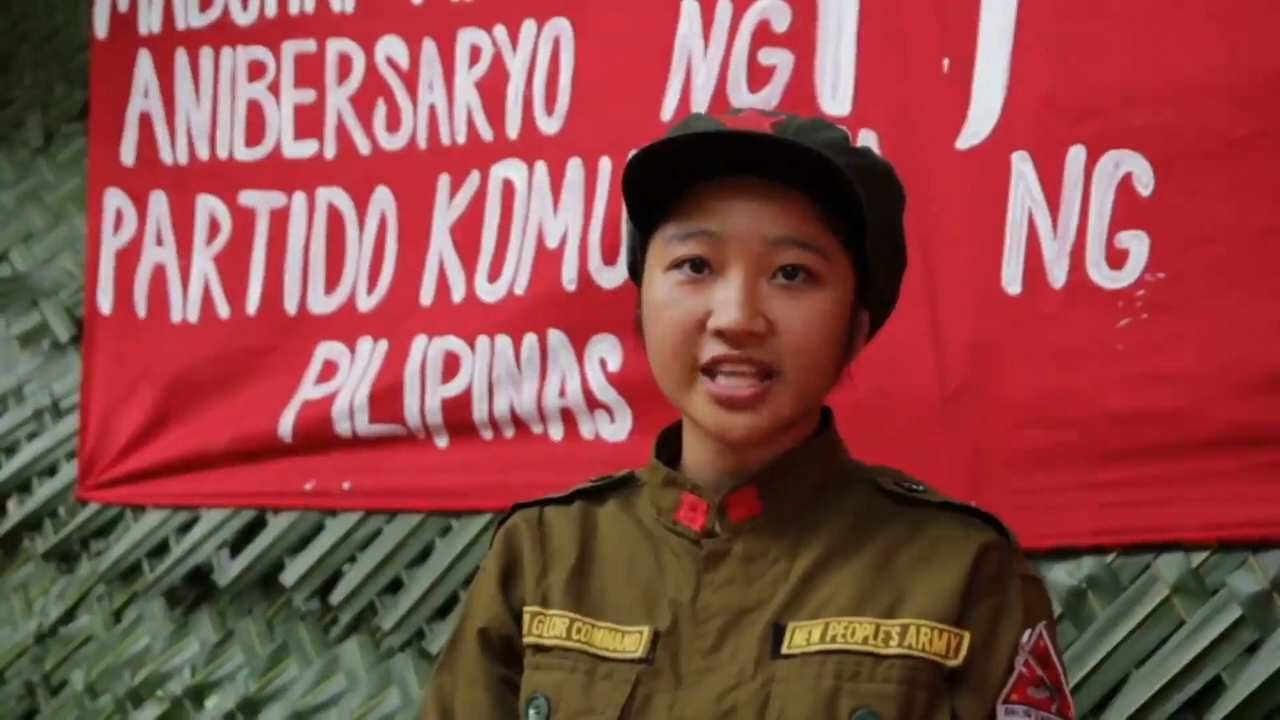 ANIBERSARYO NG
PARTIDO KOMU NG
PILIPINAS
GLOR COMMAND
NEW PEOPLE'S ARMY